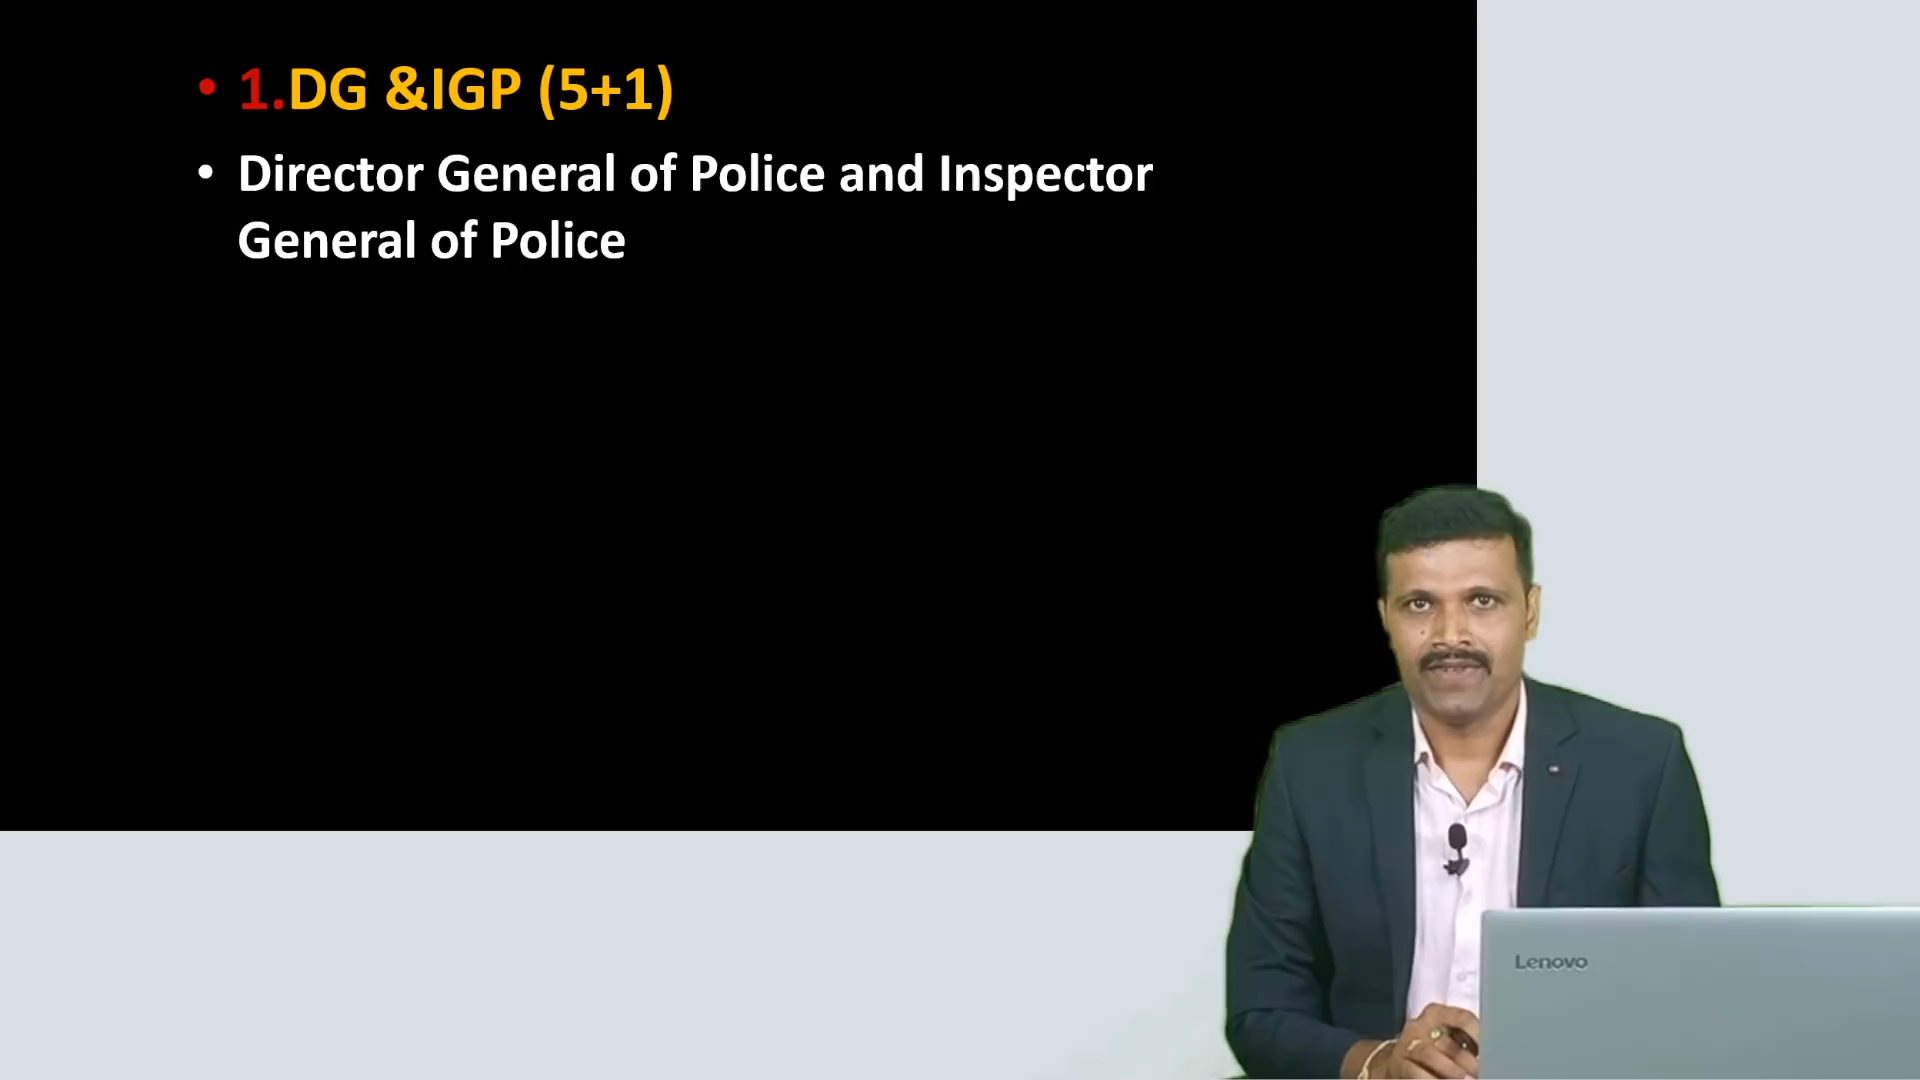 • 1.DG &IGP (5+1)
• Director General of Police and Inspector
General of Police
Lenovo